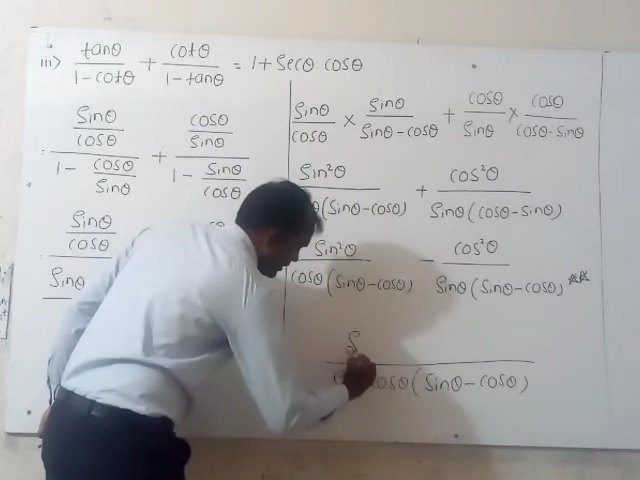 iii> tanθ/(1-cotθ) + cotθ/(1-tanθ) = 1+Secθ cosθ
= (Sinθ/cosθ)/(1 - cosθ/Sinθ) + (cosθ/Sinθ)/(1 - Sinθ/cosθ)
= (Sinθ/cosθ)/(Sinθ
Sinθ/cosθ × Sinθ/(Sinθ-cosθ) + cosθ/Sinθ × cosθ/(cosθ-Sinθ)
Sin²θ/(θ(Sinθ-cosθ)) + cos²θ/(Sinθ(cosθ-Sinθ))
Sin²θ/(cosθ(Sinθ-cosθ)) - cos²θ/(Sinθ(Sinθ-cosθ))
S/(cosθ(Sinθ-cosθ))